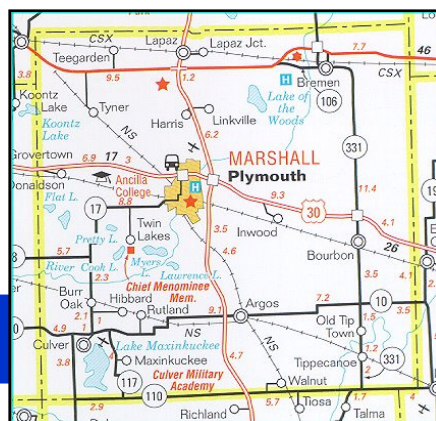 CSX
7.7
46
Teegarden
Lapaz
Lapaz Jct.
9.5
1.2
CSX
3.8
H
Bremen
Koontz
Lake
Tyner
Lake of
the
Woods
106
Koontz
Lake
NS
Harris
Linkville
6.2
331
Grovertown
6.9
17
3
MARSHALL
Plymouth
Donaldson
Ancilla
College
H
8.8
9.3
11.4
Flat L.
17
30
4.1
Twin
Lakes
3.5
Inwood
26
Pretty L.
4.6
Bourbon
5.7
River
Cook L.
Myers
L.
Lawrence L.
2.3
Chief Menominee
Mem.
3.5
4.1
Burr
Oak
Hibbard
9.1
Argos
7.2
10
2.1
1
Rutland
NS
Old Tip
Town
1.5
3.5
4.9
Culver
Lake Maxinkuckee
NS
1.2
3.8
Maxinkuckee
4.7
Tippecanoe
331
117
Culver Military
Academy
2
110
Walnut
2.9
5.7
1.7
4
Richland
Tiosa
Talma